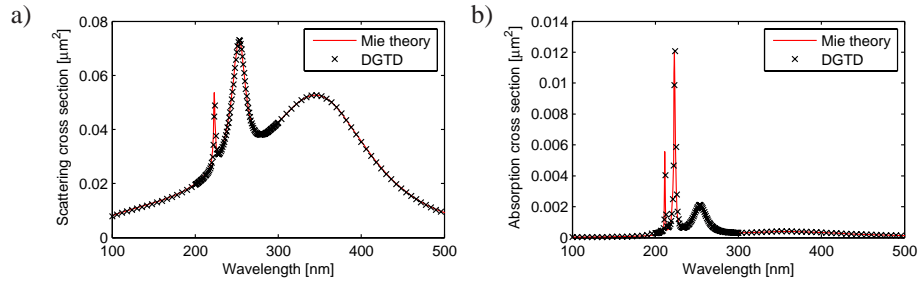 a)
Scattering cross section [μm²]
0.08
0.06
0.04
0.02
0
100 200 300 400 500
Wavelength [nm]
Mie theory
DGTD
b)
Absorption cross section [μm²]
0.014
0.012
0.01
0.008
0.006
0.004
0.002
0
100 200 300 400 500
Wavelength [nm]
Mie theory
DGTD